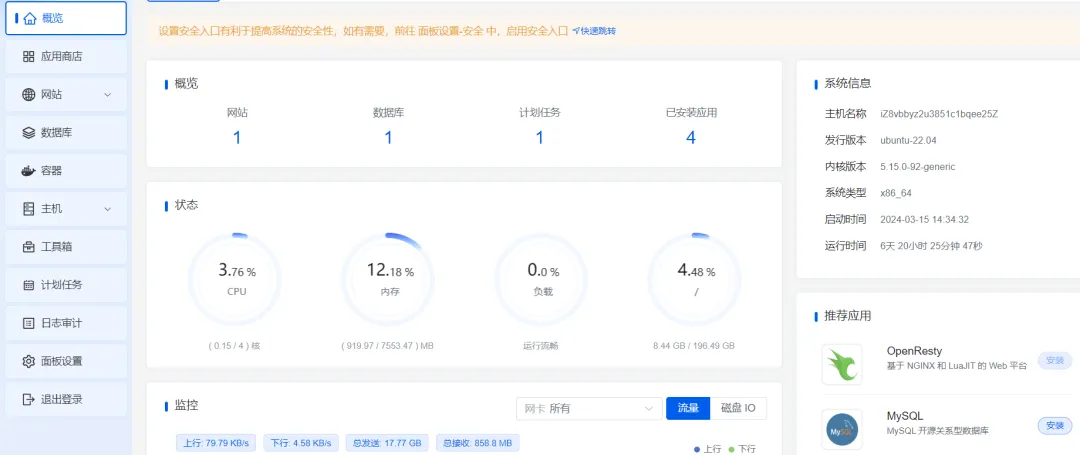 概览
应用商店
网站
数据库
容器
主机
工具箱
计划任务
日志审计
面板设置
退出登录
设置安全入口有利于提高系统的安全性，如有需要，前往 面板设置-安全 中，启用安全入口 快速跳转
概览
网站 数据库 计划任务 已安装应用
1 1 1 4
状态
3.76 % 12.18 % 0.0 % 4.48 %
CPU 内存 负载 /
( 0.15 / 4 ) 核 ( 919.97 / 7553.47 ) MB 运行流畅 8.44 GB / 196.49 GB
监控
网卡 所有 流量 磁盘 IO
上行: 79.79 KB/s 下行: 4.58 KB/s 总发送: 17.77 GB 总接收: 858.8 MB
上行 下行
系统信息
主机名称 iZ8vbbyz2u3851c1bqee25Z
发行版本 ubuntu-22.04
内核版本 5.15.0-92-generic
系统类型 x86_64
启动时间 2024-03-15 14:34:32
运行时间 6天 20小时 25分钟 47秒
推荐应用
OpenResty
基于 NGINX 和 LuaJIT 的 Web 平台 安装
MySQL
MySQL 开源关系型数据库 安装
MySQL